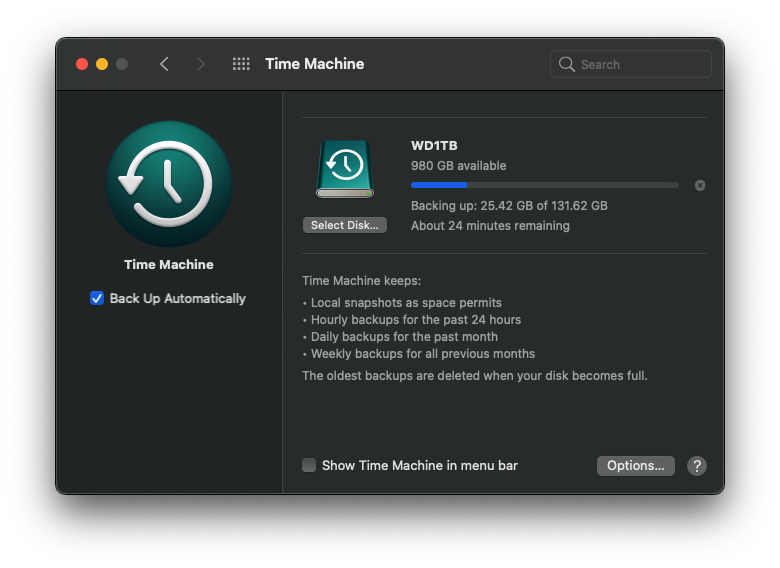 Time Machine
Search
Time Machine
Back Up Automatically
WD1TB
980 GB available
Backing up: 25.42 GB of 131.62 GB
About 24 minutes remaining
Select Disk...
Time Machine keeps:
• Local snapshots as space permits
• Hourly backups for the past 24 hours
• Daily backups for the past month
• Weekly backups for all previous months
The oldest backups are deleted when your disk becomes full.
Show Time Machine in menu bar
Options...
?